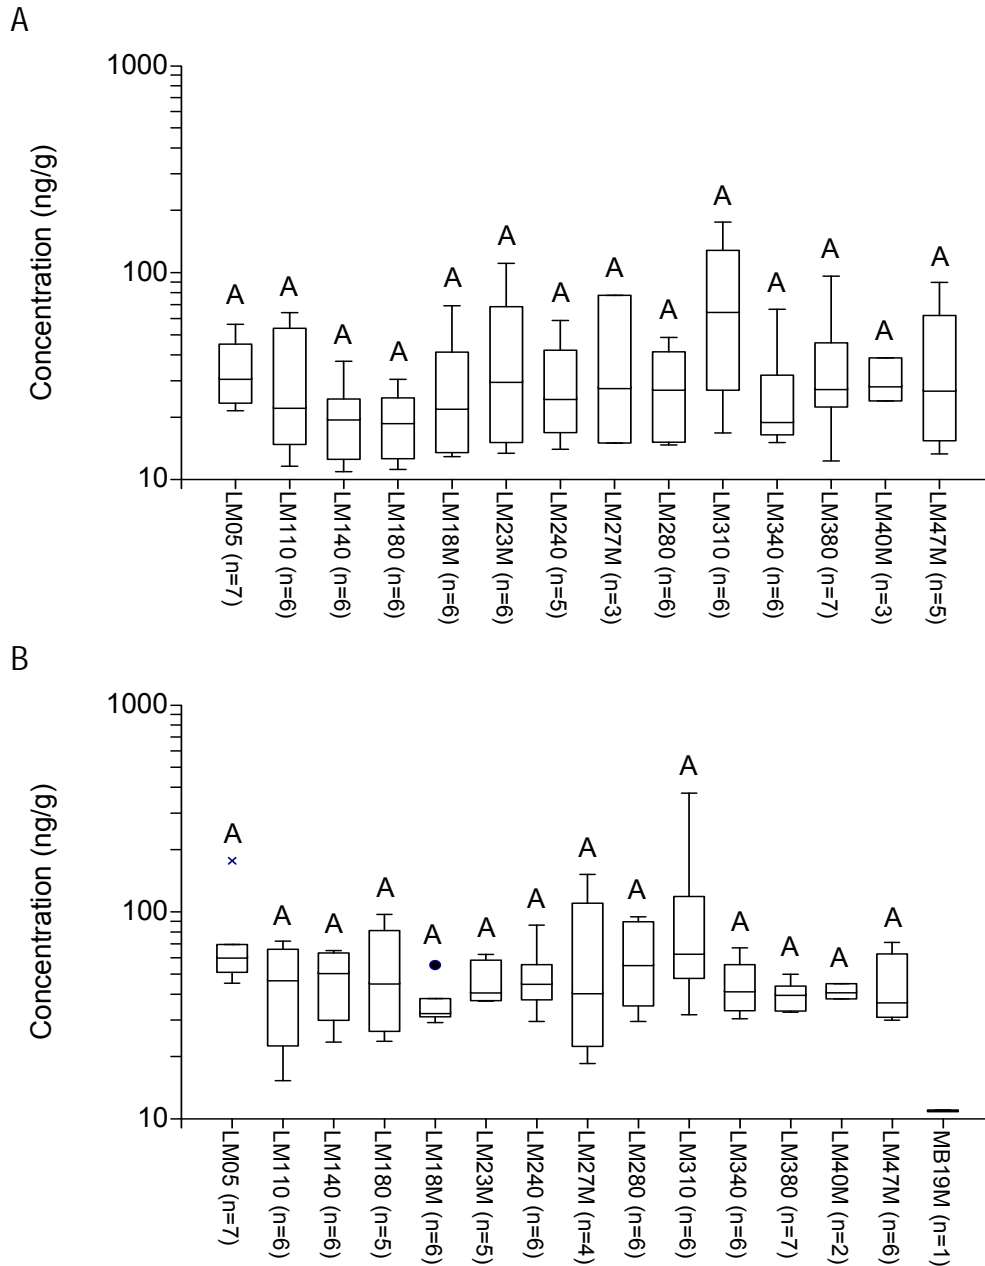 A
1000
100
10
Concentration (ng/g)
A A A A A A A A A A A A A A
LM05 (n=7)
LM110 (n=6)
LM140 (n=6)
LM180 (n=6)
LM18M (n=6)
LM23M (n=6)
LM240 (n=5)
LM27M (n=3)
LM280 (n=6)
LM310 (n=6)
LM340 (n=6)
LM380 (n=7)
LM40M (n=3)
LM47M (n=5)
B
1000
100
10
Concentration (ng/g)
A A A A A A A A A A A A A A
LM05 (n=7)
LM110 (n=6)
LM140 (n=6)
LM180 (n=5)
LM18M (n=6)
LM23M (n=5)
LM240 (n=6)
LM27M (n=4)
LM280 (n=6)
LM310 (n=6)
LM340 (n=6)
LM380 (n=7)
LM40M (n=2)
LM47M (n=6)
MB19M (n=1)